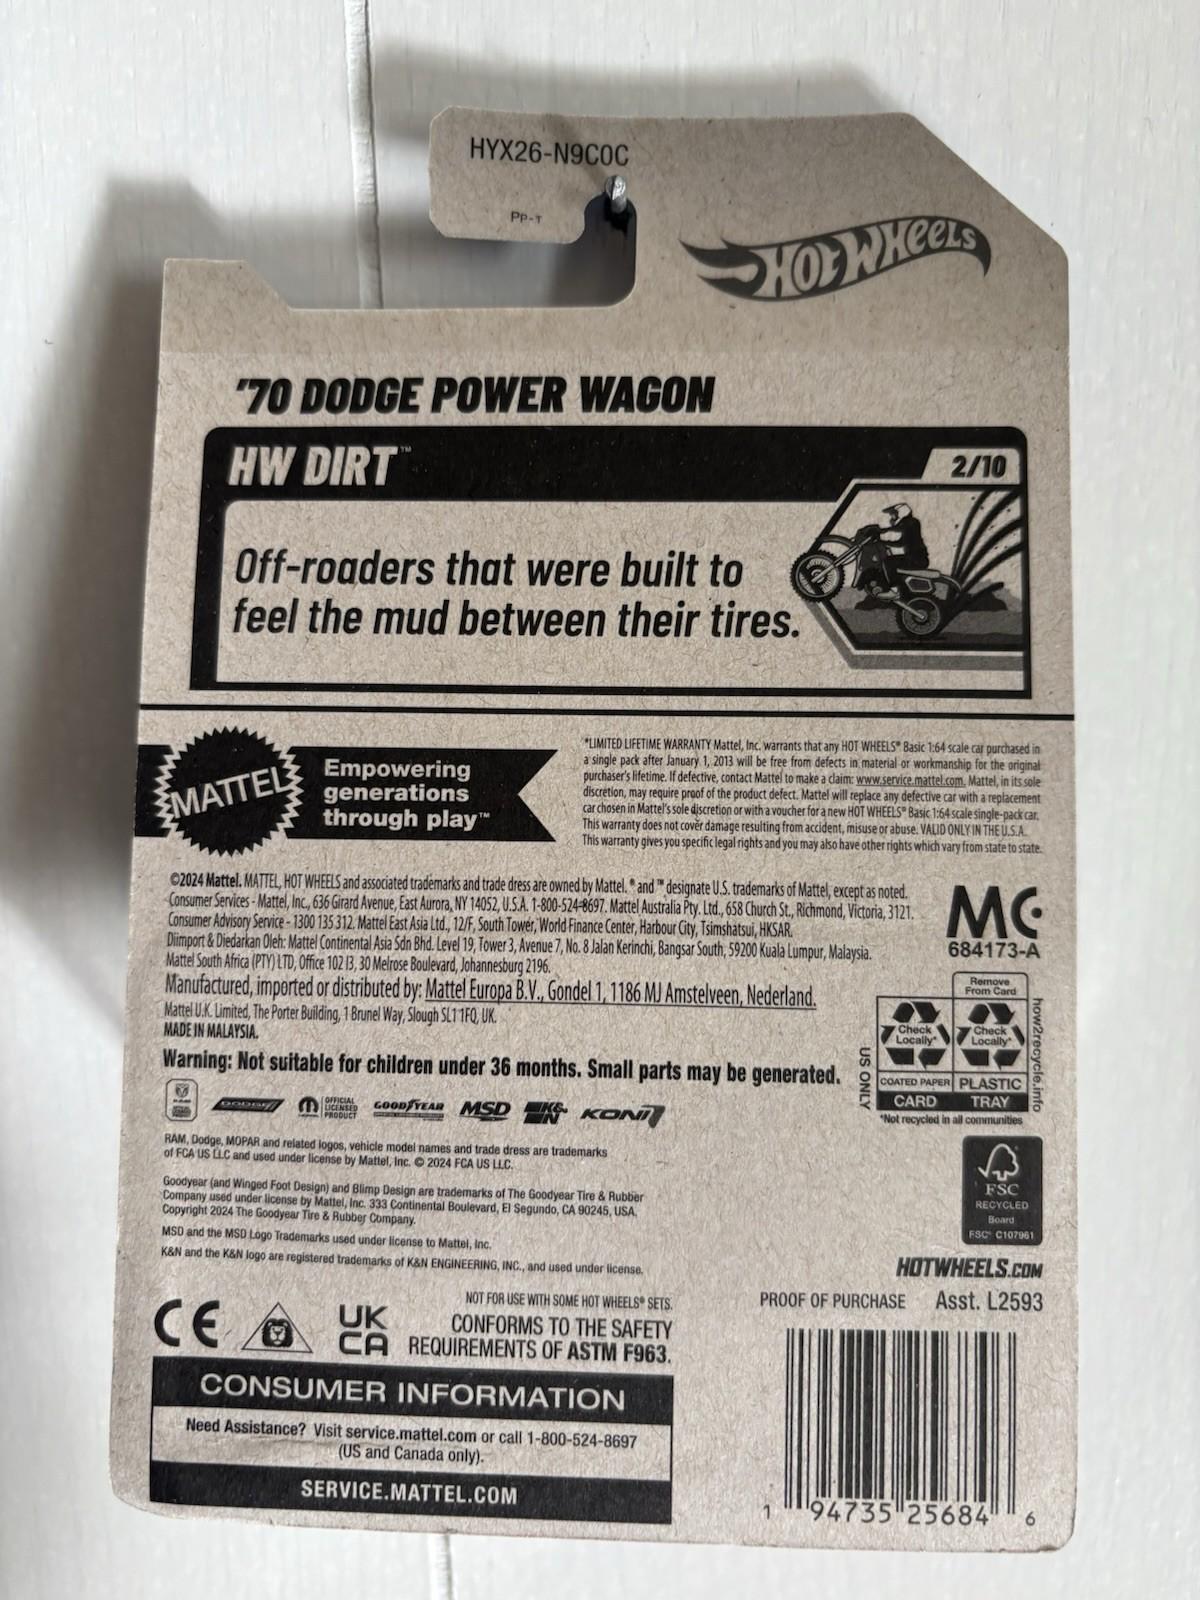 HYX26-N9C0C
PP-T
HOT WHEELS
'70 DODGE POWER WAGON
HW DIRT™
2/10
Off-roaders that were built to
feel the mud between their tires.
MATTEL
Empowering
generations
through play™
*LIMITED LIFETIME WARRANTY Mattel, Inc. warrants that any HOT WHEELS® Basic 1:64 scale car purchased in
a single pack after January 1, 2013 will be free from defects in material or workmanship for the original
purchaser's lifetime. If defective, contact Mattel to make a claim: www.service.mattel.com. Mattel, in its sole
discretion, may require proof of the product defect. Mattel will replace any defective car with a replacement
car chosen in Mattel's sole discretion or with a voucher for a new HOT WHEELS® Basic 1:64 scale single-pack car.
This warranty does not cover damage resulting from accident, misuse or abuse. VALID ONLY IN THE U.S.A.
This warranty gives you specific legal rights and you may also have other rights which vary from state to state.
©2024 Mattel. MATTEL, HOT WHEELS and associated trademarks and trade dress are owned by Mattel. ® and ™ designate U.S. trademarks of Mattel, except as noted.
Consumer Services - Mattel, Inc., 636 Girard Avenue, East Aurora, NY 14052, U.S.A. 1-800-524-8697. Mattel Australia Pty. Ltd., 658 Church St., Richmond, Victoria, 3121.
Consumer Advisory Service - 1300 135 312. Mattel East Asia Ltd., 12/F, South Tower, World Finance Center, Harbour City, Tsimshatsui, HKSAR.
Diimport & Diedarkan Oleh: Mattel Continental Asia Sdn Bhd. Level 19, Tower 3, Avenue 7, No. 8 Jalan Kerinchi, Bangsar South, 59200 Kuala Lumpur, Malaysia.
Mattel South Africa (PTY) LTD, Office 102 I3, 30 Melrose Boulevard, Johannesburg 2196.
Manufactured, imported or distributed by: Mattel Europa B.V., Gondel 1, 1186 MJ Amstelveen, Nederland.
Mattel U.K. Limited, The Porter Building, 1 Brunel Way, Slough SL1 1FQ, UK.
MADE IN MALAYSIA.
MC
684173-A
Remove
From Card
Check
Locally*
Check
Locally*
COATED PAPER
PLASTIC
CARD
TRAY
US ONLY
how2recycle.info
*Not recycled in all communities
Warning: Not suitable for children under 36 months. Small parts may be generated.
RAM
DODGE
OFFICIAL
LICENSED
PRODUCT
GOODYEAR
MSD
K&N
KONI
RAM, Dodge, MOPAR and related logos, vehicle model names and trade dress are trademarks
of FCA US LLC and used under license by Mattel, Inc. © 2024 FCA US LLC.
Goodyear (and Winged Foot Design) and Blimp Design are trademarks of The Goodyear Tire & Rubber
Company used under license by Mattel, Inc. 333 Continental Boulevard, El Segundo, CA 90245, USA.
Copyright 2024 The Goodyear Tire & Rubber Company.
MSD and the MSD Logo Trademarks used under license to Mattel, Inc.
K&N and the K&N logo are registered trademarks of K&N ENGINEERING, INC., and used under license.
FSC
RECYCLED
Board
FSC® C107961
HOTWHEELS.COM
PROOF OF PURCHASE Asst. L2593
CE
UK
CA
NOT FOR USE WITH SOME HOT WHEELS® SETS.
CONFORMS TO THE SAFETY
REQUIREMENTS OF ASTM F963.
CONSUMER INFORMATION
Need Assistance? Visit service.mattel.com or call 1-800-524-8697
(US and Canada only).
SERVICE.MATTEL.COM
1 94735 25684 6